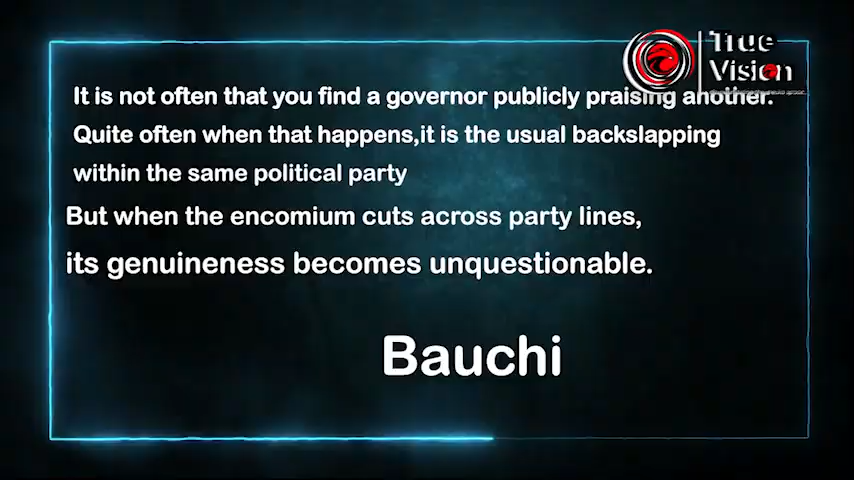 True
Vision
It is not often that you find a governor publicly praising another.
Quite often when that happens,it is the usual backslapping
within the same political party
But when the encomium cuts across party lines,
its genuineness becomes unquestionable.
Bauchi